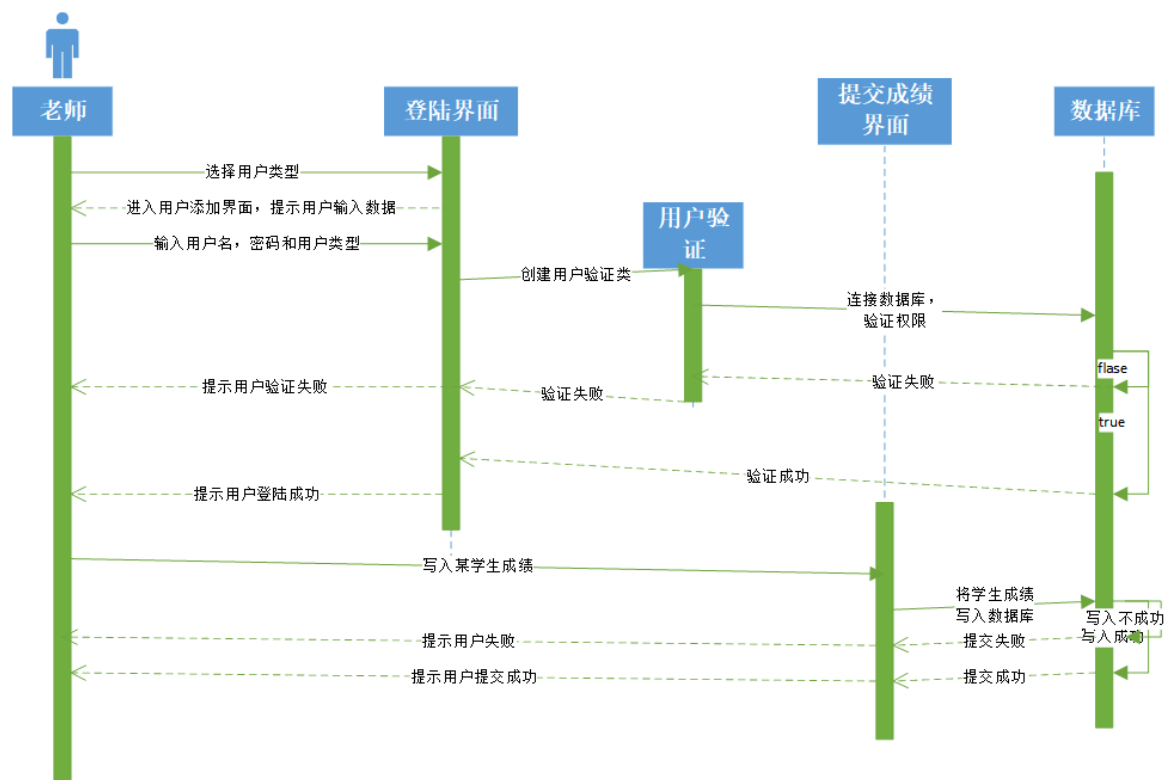 老师
登陆界面
提交成绩
界面
数据库
选择用户类型
进入用户添加界面，提示用户输入数据
用户验
证
输入用户名，密码和用户类型
创建用户验证类
连接数据库，
验证权限
flase
提示用户验证失败
验证失败
验证失败
true
验证成功
提示用户登陆成功
写入某学生成绩
将学生成绩
写入数据库
写入不成功
写入成功
提示用户失败
提交失败
提示用户提交成功
提交成功